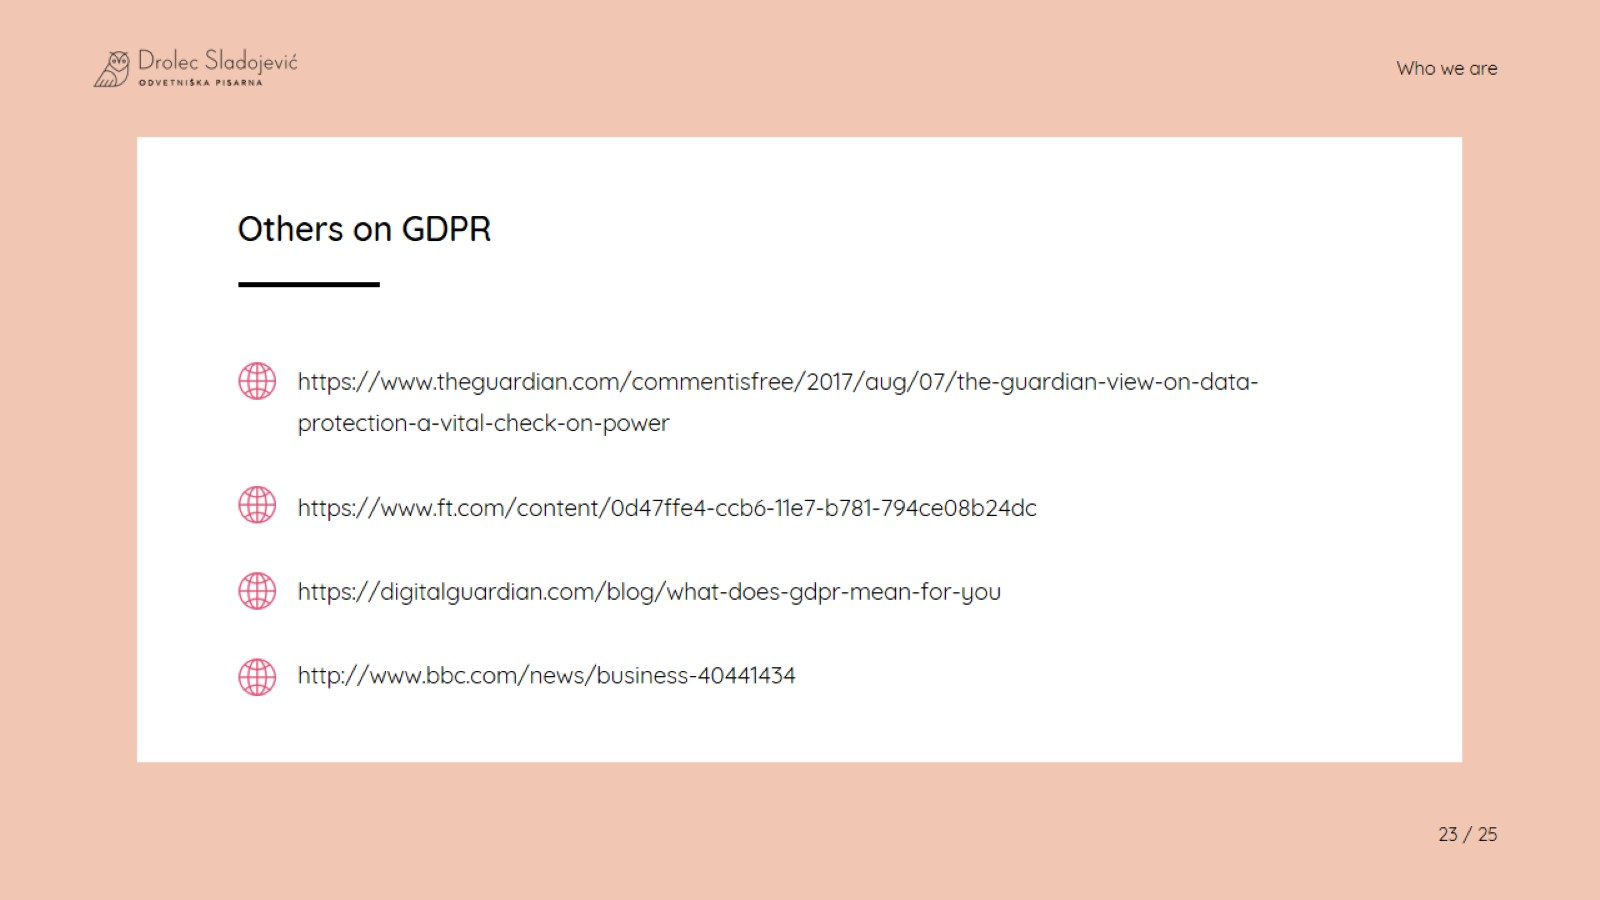 Drolec Sladojević
ODVETNIŠKA PISARNA
Who we are
Others on GDPR
https://www.theguardian.com/commentisfree/2017/aug/07/the-guardian-view-on-data-
protection-a-vital-check-on-power
https://www.ft.com/content/0d47ffe4-ccb6-11e7-b781-794ce08b24dc
https://digitalguardian.com/blog/what-does-gdpr-mean-for-you
http://www.bbc.com/news/business-40441434
23 / 25